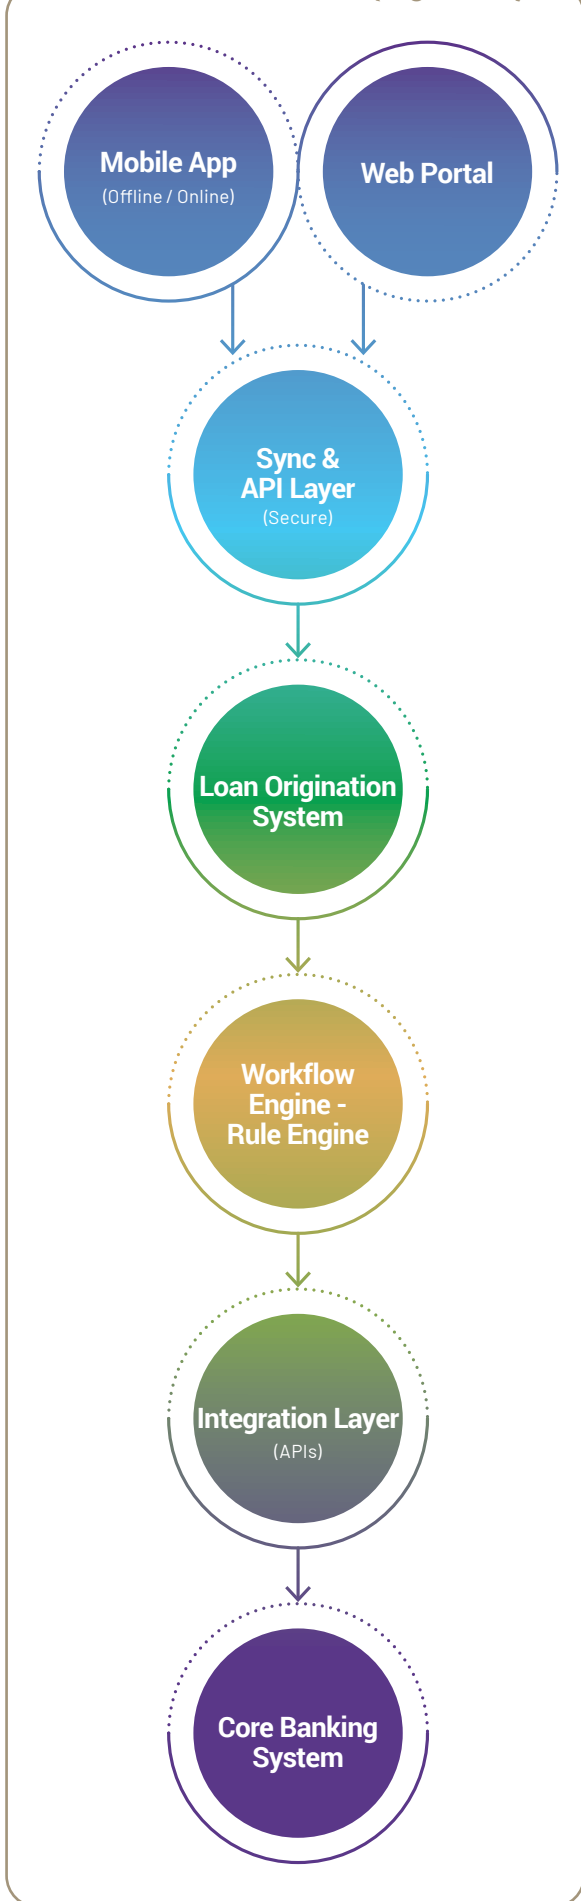 Mobile App
(Offline / Online)
Web Portal
Sync &
API Layer
(Secure)
Loan Origination
System
Workflow
Engine -
Rule Engine
Integration Layer
(APIs)
Core Banking
System